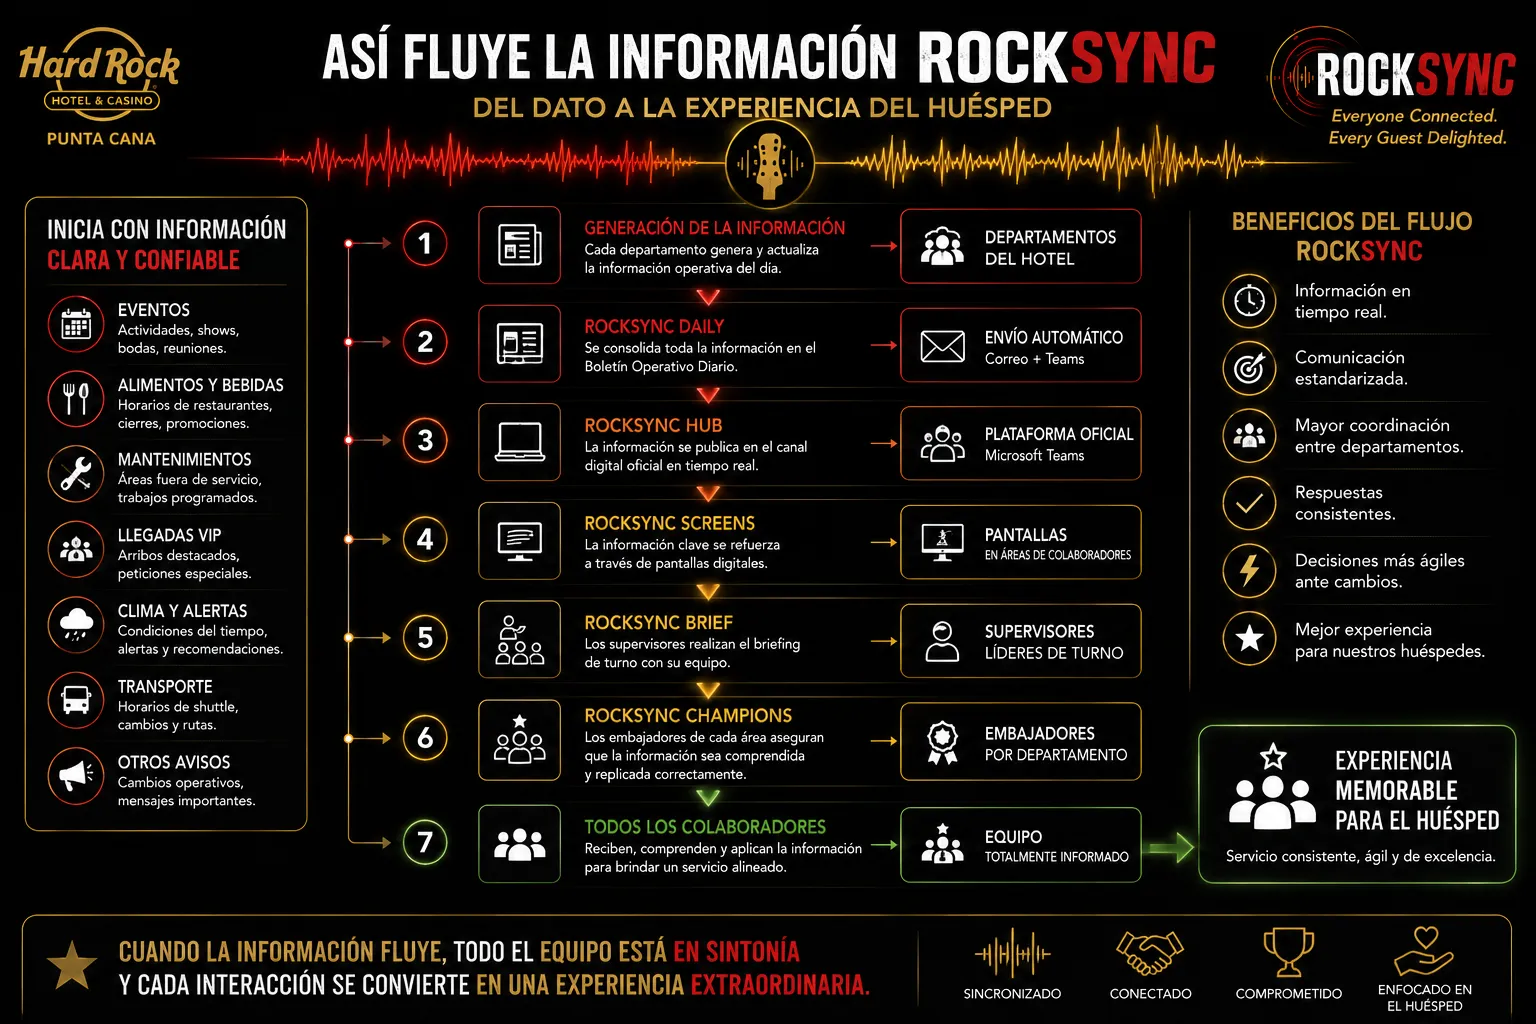 Hard Rock
HOTEL & CASINO
PUNTA CANA
ASÍ FLUYE LA INFORMACIÓN ROCKSYNC
DEL DATO A LA EXPERIENCIA DEL HUÉSPED
ROCKSYNC
Everyone Connected.
Every Guest Delighted.
INICIA CON INFORMACIÓN
CLARA Y CONFIABLE
EVENTOS
Actividades, shows,
bodas, reuniones.
ALIMENTOS Y BEBIDAS
Horarios de restaurantes,
cierres, promociones.
MANTENIMIENTOS
Áreas fuera de servicio,
trabajos programados.
LLEGADAS VIP
Arribos destacados,
peticiones especiales.
CLIMA Y ALERTAS
Condiciones del tiempo,
alertas y recomendaciones.
TRANSPORTE
Horarios de shuttle,
cambios y rutas.
OTROS AVISOS
Cambios operativos,
mensajes importantes.
1
GENERACIÓN DE LA INFORMACIÓN
Cada departamento genera y actualiza
la información operativa del día.
DEPARTAMENTOS
DEL HOTEL
2
ROCKSYNC DAILY
Se consolida toda la información en el
Boletín Operativo Diario.
ENVÍO AUTOMÁTICO
Correo + Teams
3
ROCKSYNC HUB
La información se publica en el canal
digital oficial en tiempo real.
PLATAFORMA OFICIAL
Microsoft Teams
4
ROCKSYNC SCREENS
La información clave se refuerza
a través de pantallas digitales.
PANTALLAS
EN ÁREAS DE COLABORADORES
5
ROCKSYNC BRIEF
Los supervisores realizan el briefing
de turno con su equipo.
SUPERVISORES
LÍDERES DE TURNO
6
ROCKSYNC CHAMPIONS
Los embajadores de cada área aseguran
que la información sea comprendida
y replicada correctamente.
EMBAJADORES
POR DEPARTAMENTO
7
TODOS LOS COLABORADORES
Reciben, comprenden y aplican la información
para brindar un servicio alineado.
EQUIPO
TOTALMENTE INFORMADO
BENEFICIOS DEL FLUJO
ROCKSYNC
Información en
tiempo real.
Comunicación
estandarizada.
Mayor coordinación
entre departamentos.
Respuestas
consistentes.
Decisiones más ágiles
ante cambios.
Mejor experiencia
para nuestros huéspedes.
EXPERIENCIA
MEMORABLE
PARA EL HUÉSPED
Servicio consistente, ágil y de excelencia.
CUANDO LA INFORMACIÓN FLUYE, TODO EL EQUIPO ESTÁ EN SINTONÍA
Y CADA INTERACCIÓN SE CONVIERTE EN UNA EXPERIENCIA EXTRAORDINARIA.
SINCRONIZADO
CONECTADO
COMPROMETIDO
ENFOCADO EN
EL HUÉSPED